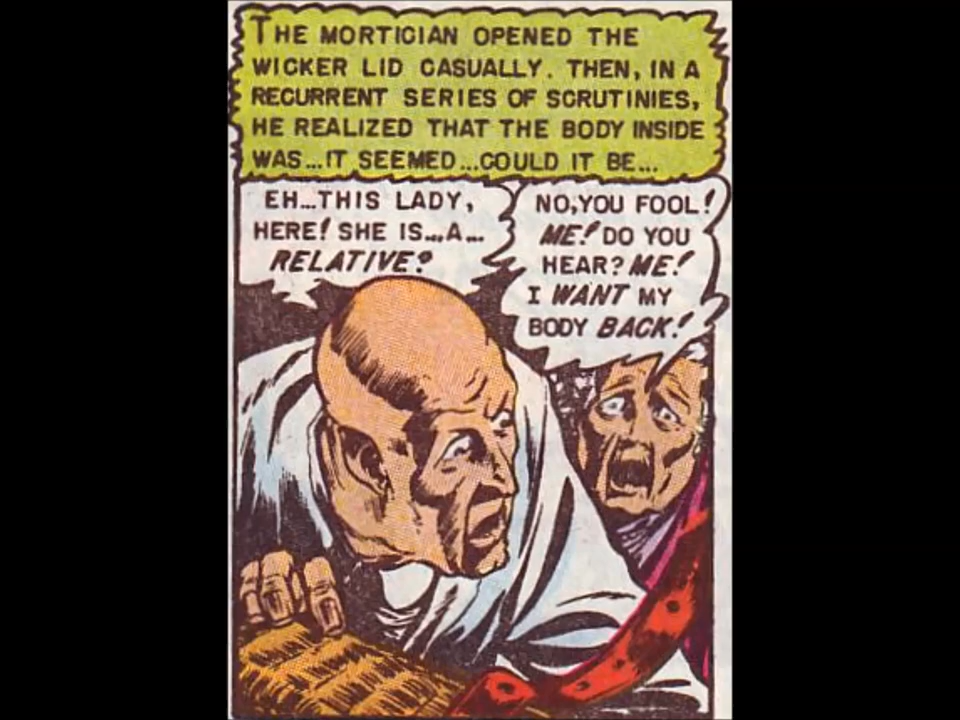 THE MORTICIAN OPENED THE
WICKER LID CASUALLY. THEN, IN A
RECURRENT SERIES OF SCRUTINIES,
HE REALIZED THAT THE BODY INSIDE
WAS...IT SEEMED...COULD IT BE...
EH...THIS LADY,
HERE! SHE IS...A...
RELATIVE?
NO, YOU FOOL!
ME! DO YOU
HEAR? ME!
I WANT MY
BODY BACK!